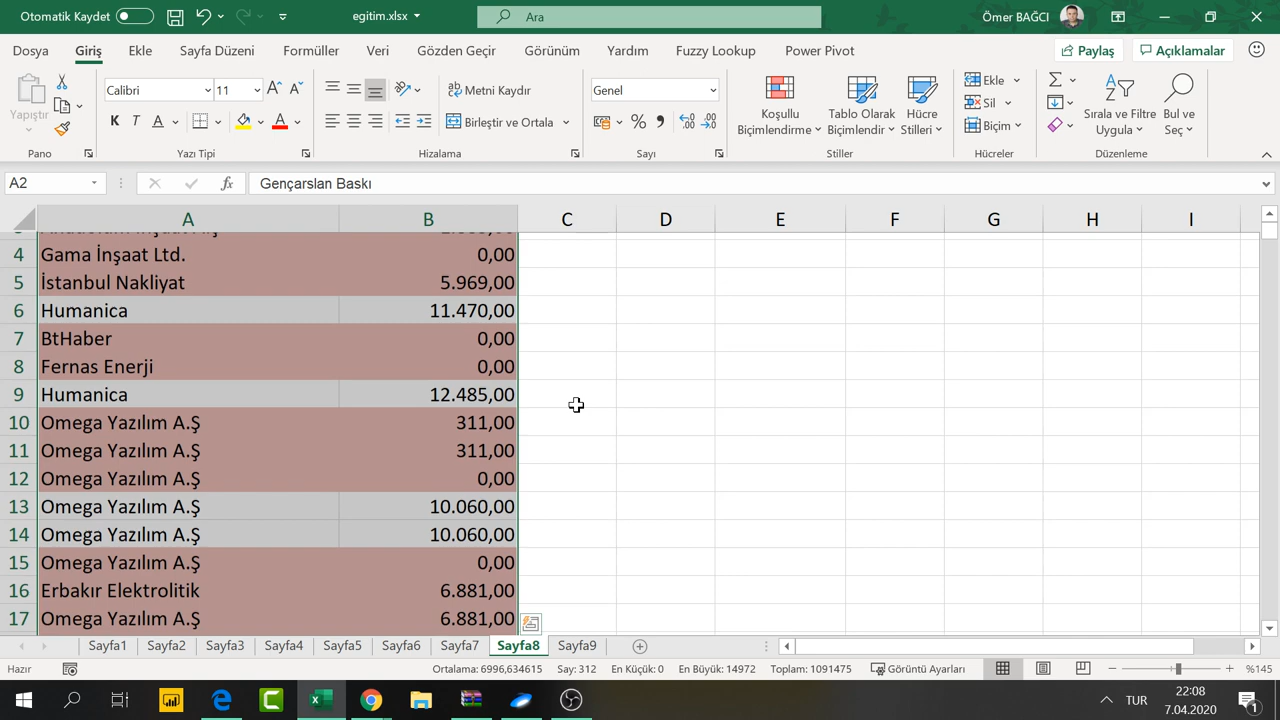 Otomatik Kaydet
egitim.xlsx
Ara
Ömer BAĞCI
Dosya Giriş Ekle Sayfa Düzeni Formüller Veri Gözden Geçir Görünüm Yardım Fuzzy Lookup Power Pivot
Paylaş Açıklamalar
Yapıştır
Pano
Calibri 11
K T A
Yazı Tipi
Metni Kaydır
Birleştir ve Ortala
Hizalama
Genel
Sayı
Koşullu Biçimlendirme
Tablo Olarak Biçimlendir
Hücre Stilleri
Stiller
Ekle
Sil
Biçim
Hücreler
Sırala ve Filtre Uygula
Bul ve Seç
Düzenleme
A2 fx Gençarslan Baskı
A B C D E F G H I
4 Gama İnşaat Ltd. 0,00
5 İstanbul Nakliyat 5.969,00
6 Humanica 11.470,00
7 BtHaber 0,00
8 Fernas Enerji 0,00
9 Humanica 12.485,00
10 Omega Yazılım A.Ş 311,00
11 Omega Yazılım A.Ş 311,00
12 Omega Yazılım A.Ş 0,00
13 Omega Yazılım A.Ş 10.060,00
14 Omega Yazılım A.Ş 10.060,00
15 Omega Yazılım A.Ş 0,00
16 Erbakır Elektrolitik 6.881,00
17 Omega Yazılım A.Ş 6.881,00
Sayfa1 Sayfa2 Sayfa3 Sayfa4 Sayfa5 Sayfa6 Sayfa7 Sayfa8 Sayfa9
Hazır Ortalama: 6996,634615 Say: 312 En Küçük: 0 En Büyük: 14972 Toplam: 1091475 Görüntü Ayarları %145
TUR 22:08
7.04.2020 1